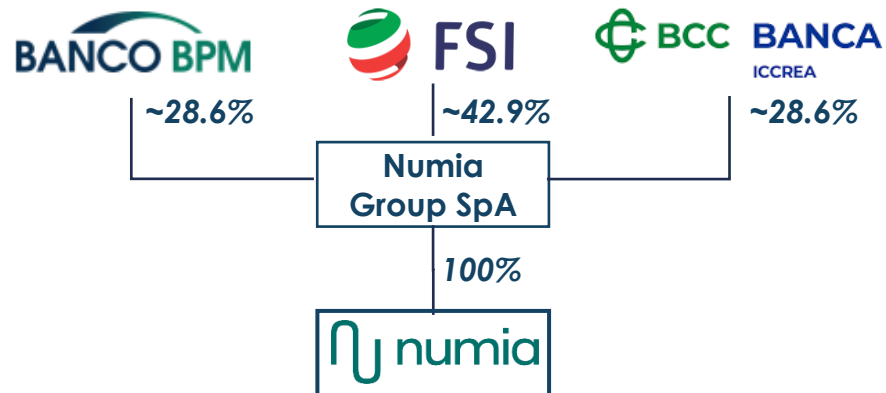 BANCO BPM
FSI
BCC BANCA
ICCREA
~28.6%
~42.9%
~28.6%
Numia
Group SpA
100%
numia